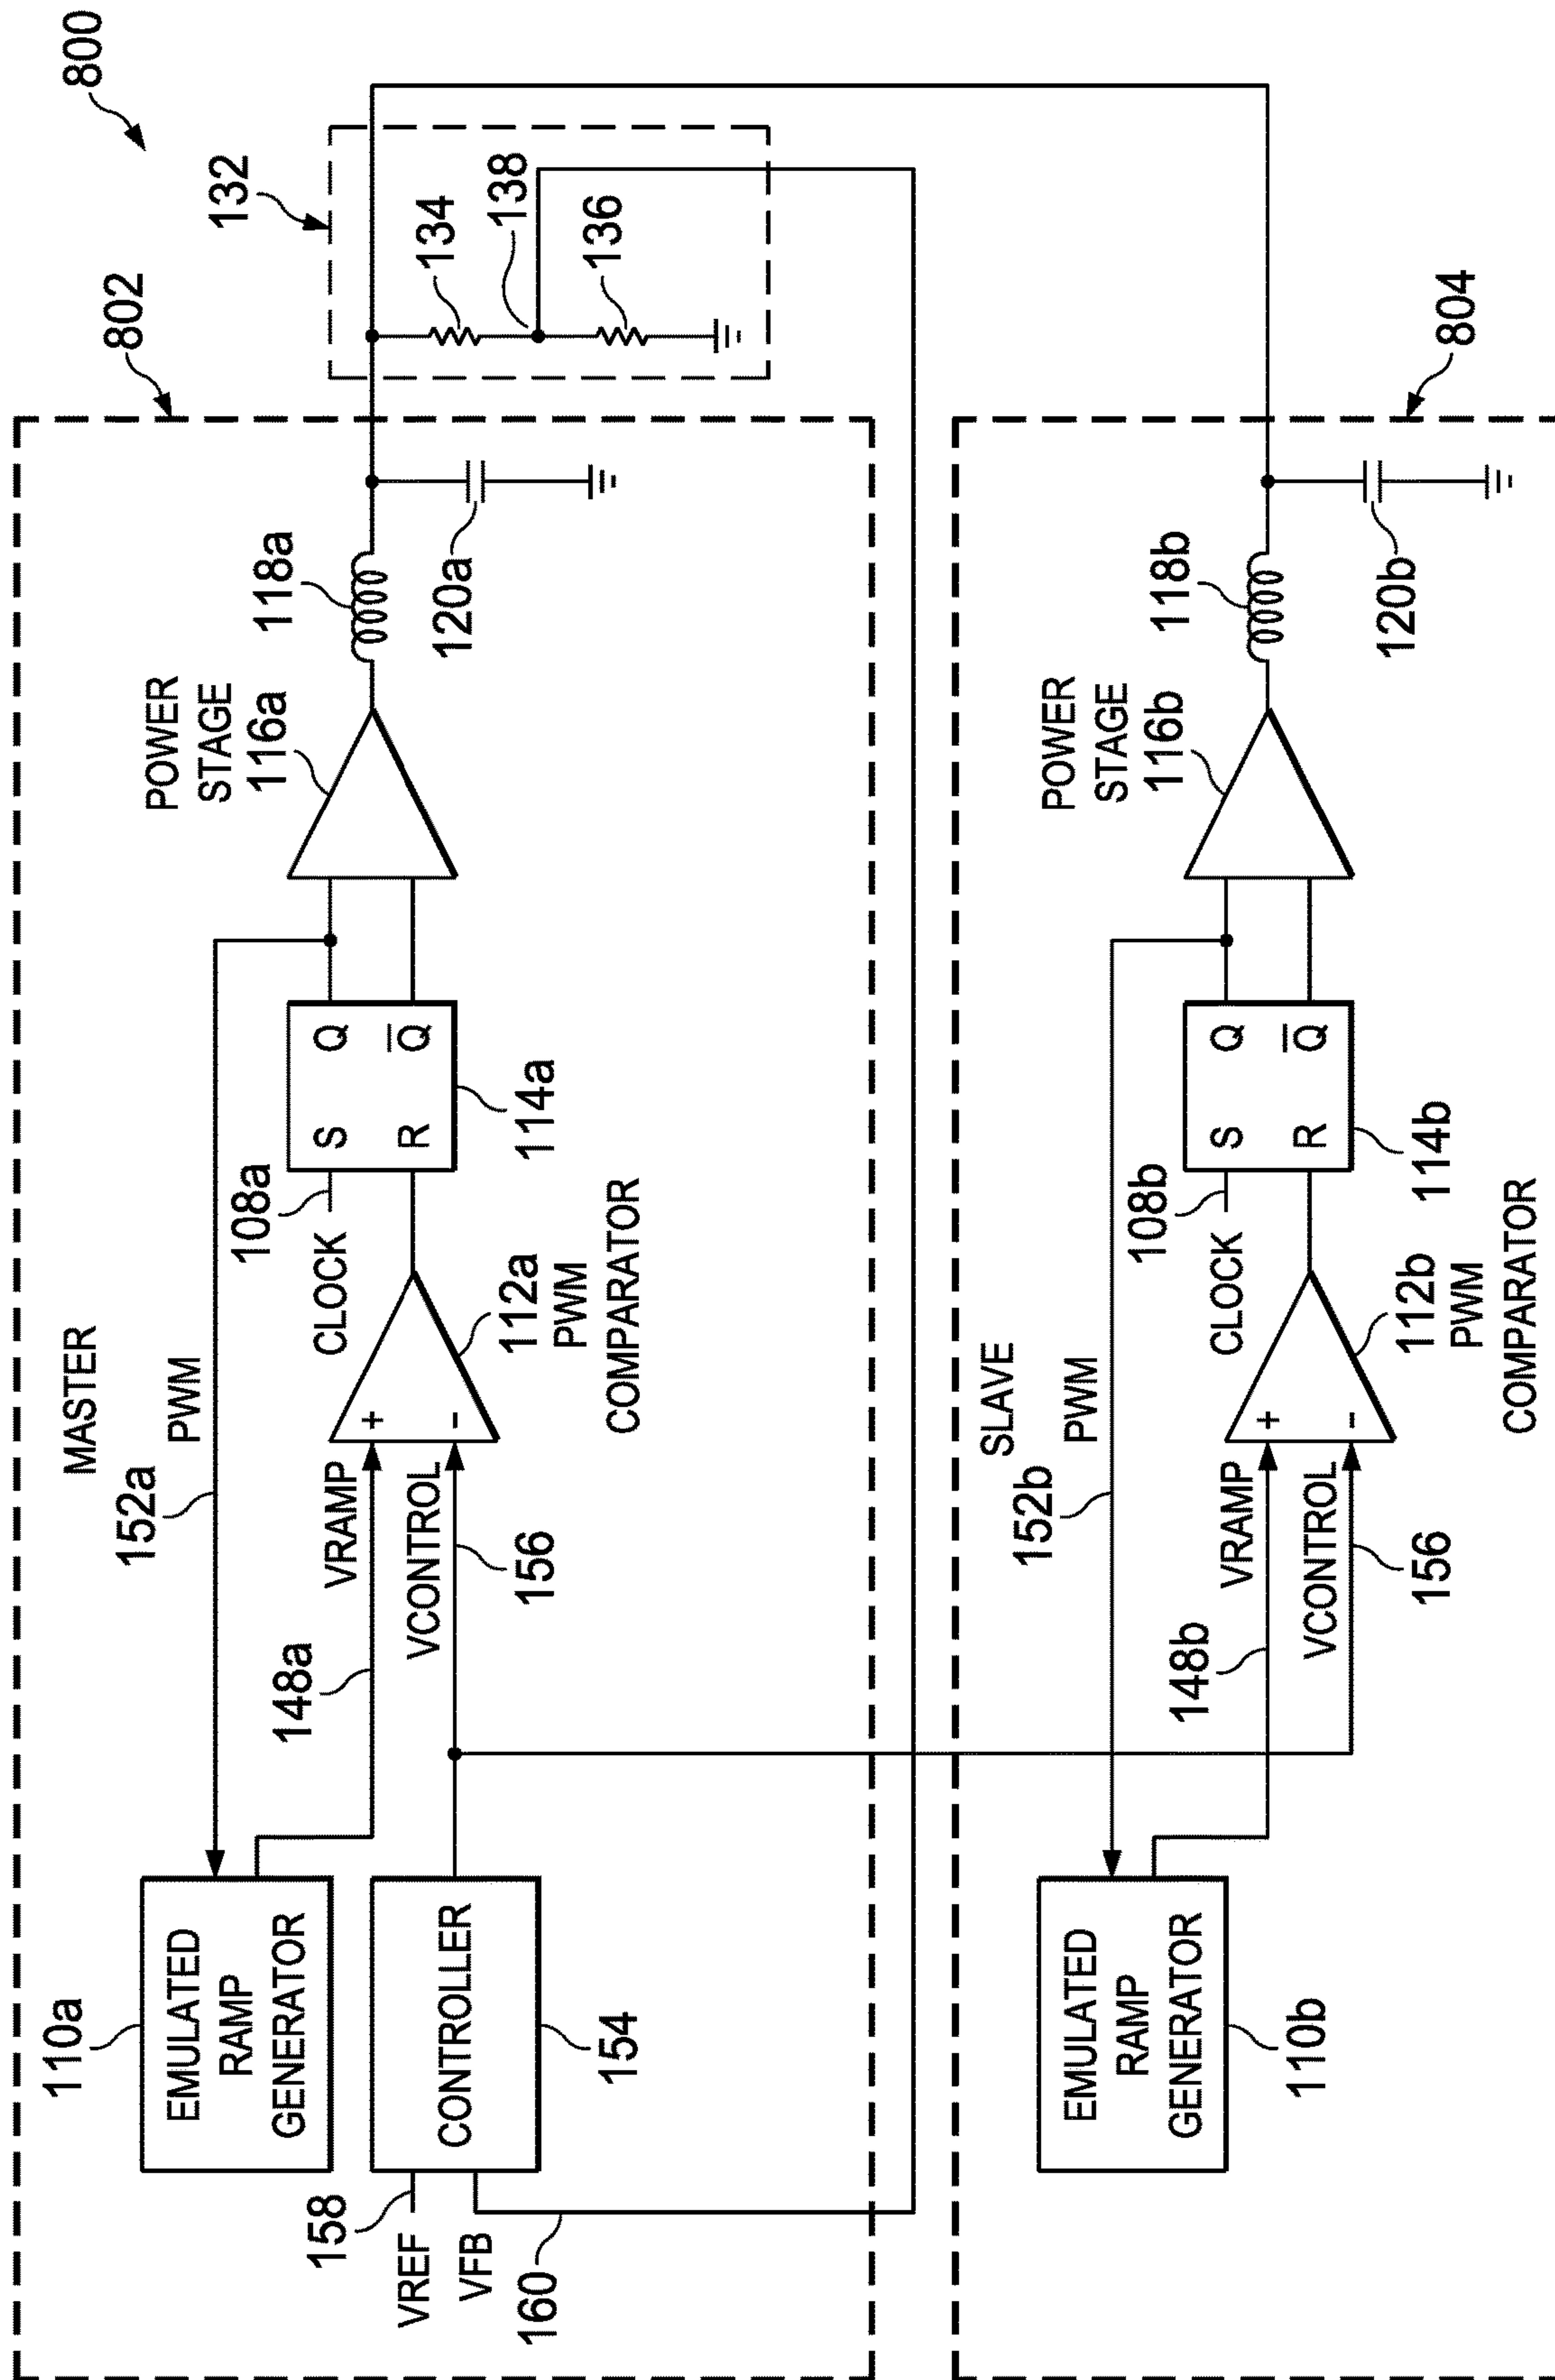 800
132
134
138
136
802
MASTER
PWM
152a
POWER
STAGE
116a
118a
120a
108a
CLOCK
S
Q
R
Q̅
114a
112a
PWM
COMPARATOR
+
-
VRAMP
148a
VCONTROL
156
110a
EMULATED
RAMP
GENERATOR
CONTROLLER
154
158
VREF
VFB
160
804
SLAVE
PWM
152b
POWER
STAGE
116b
118b
120b
108b
CLOCK
S
Q
R
Q̅
114b
112b
PWM
COMPARATOR
+
-
VRAMP
148b
VCONTROL
156
EMULATED
RAMP
GENERATOR
110b